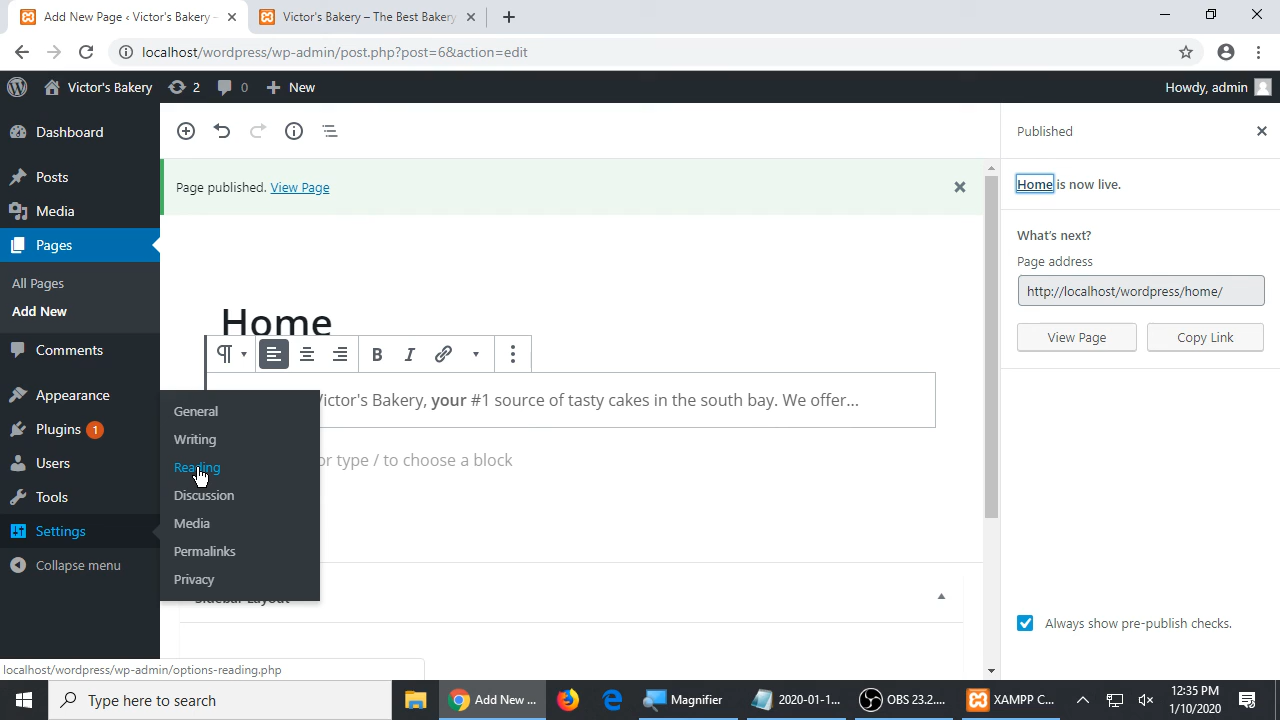 Add New Page ‹ Victor's Bakery –
Victor's Bakery – The Best Bakery
localhost/wordpress/wp-admin/post.php?post=6&action=edit
Victor's Bakery 2 0 New
Howdy, admin
Dashboard
Posts
Media
Pages
All Pages
Add New
Comments
Appearance
Plugins 1
Users
Tools
Settings
Collapse menu
General
Writing
Reading
Discussion
Media
Permalinks
Privacy
Page published. View Page
Home
B I
Victor's Bakery, your #1 source of tasty cakes in the south bay. We offer...
or type / to choose a block
Sidebar Layout
Published
Home is now live.
What's next?
Page address
http://localhost/wordpress/home/
View Page
Copy Link
Always show pre-publish checks.
localhost/wordpress/wp-admin/options-reading.php
Type here to search
Add New ...
Magnifier
2020-01-1...
OBS 23.2....
XAMPP C...
12:35 PM
1/10/2020